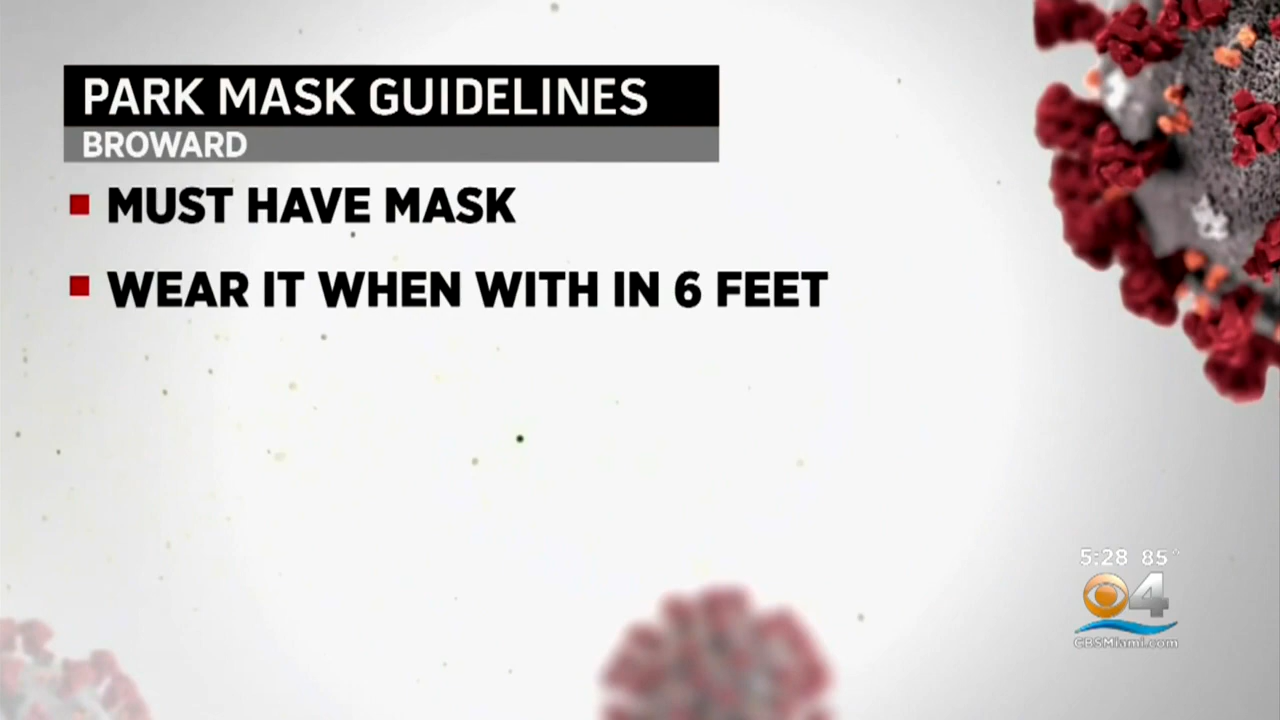 PARK MASK GUIDELINES
BROWARD
MUST HAVE MASK
WEAR IT WHEN WITH IN 6 FEET
5:28 85°
4
CBSMiami.com